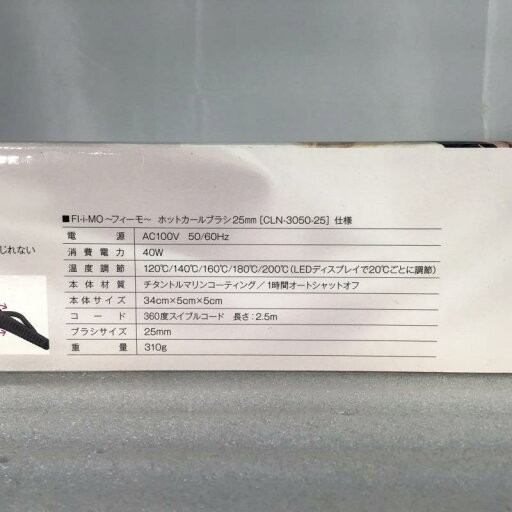 ■FI-i-MO～フィーモ～ ホットカールブラシ25mm [CLN-3050-25] 仕様
電源 AC100V 50/60Hz
消費電力 40W
温度調節 120℃/140℃/160℃/180℃/200℃(LEDディスプレイで20℃ごとに調節)
本体材質 チタントルマリンコーティング/1時間オートシャットオフ
本体サイズ 34cm×5cm×5cm
コード 360度スイブルコード 長さ:2.5m
ブラシサイズ 25mm
重量 310g
じれない